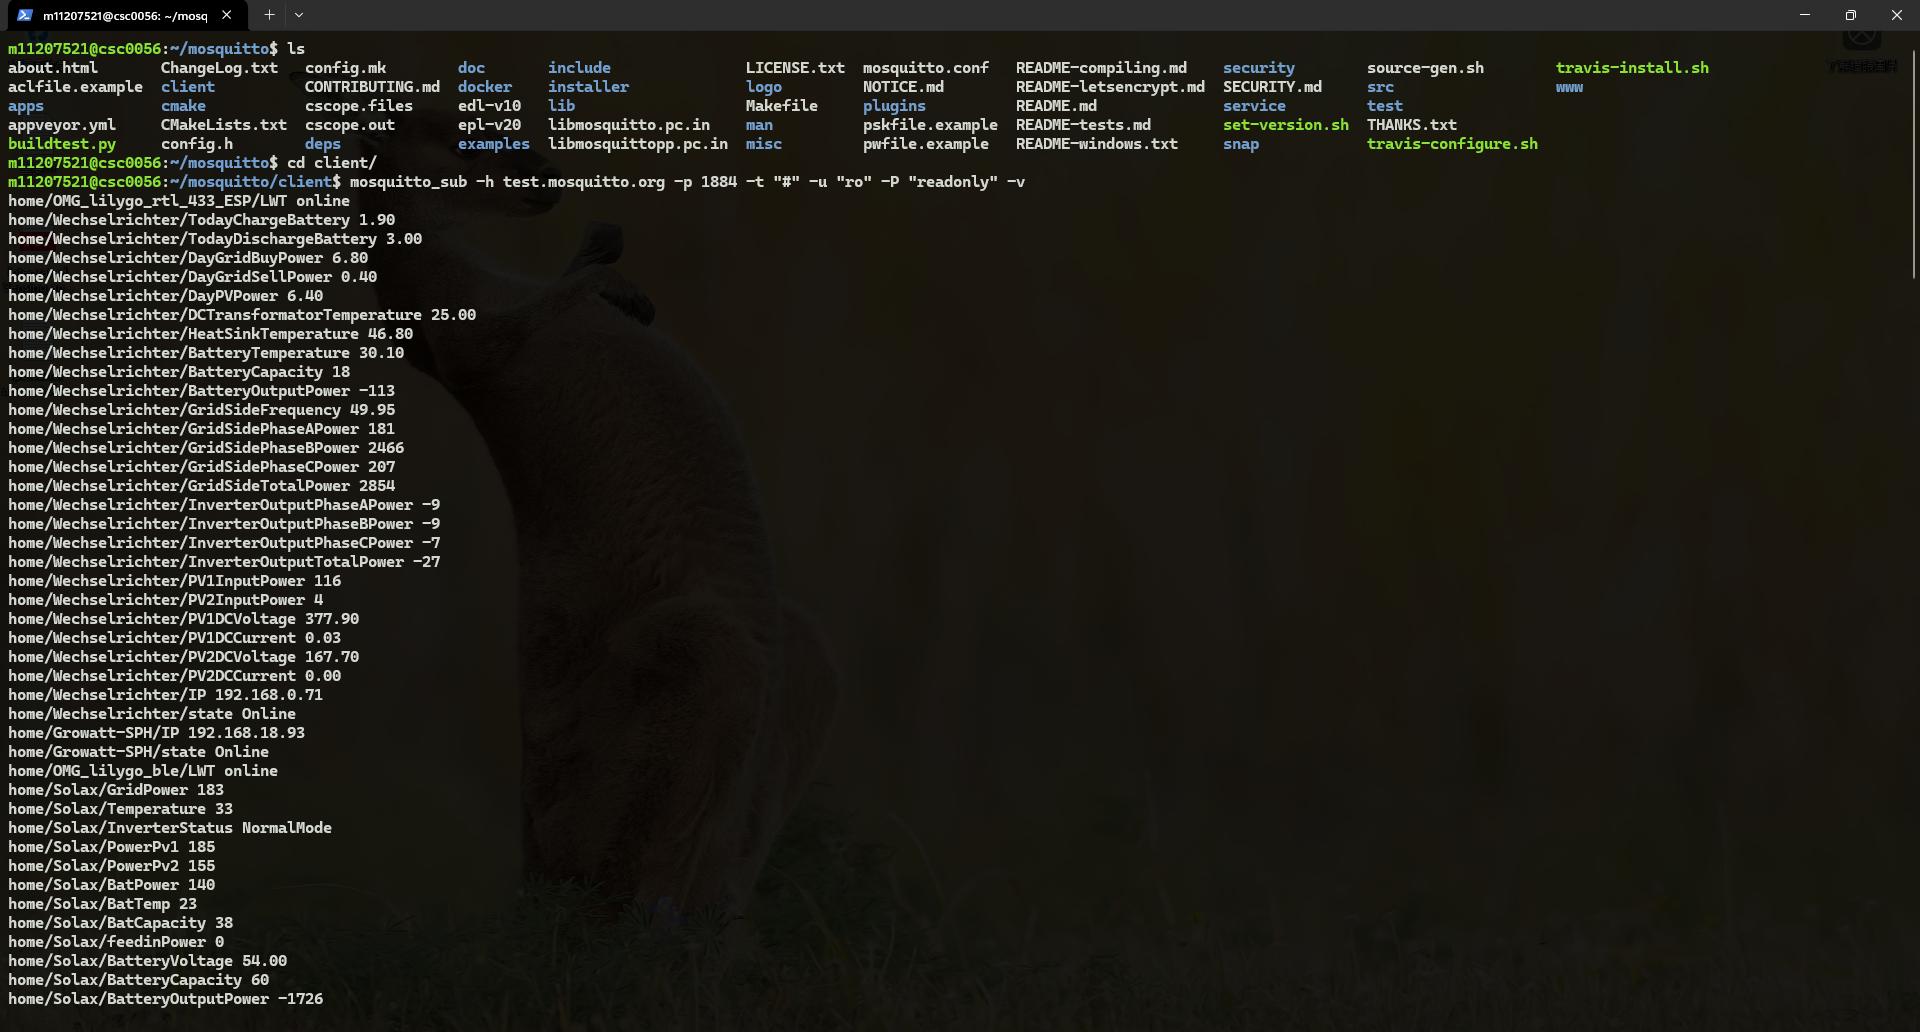 m11207521@csc0056: ~/mosq
m11207521@csc0056:~/mosquitto$ ls
about.html ChangeLog.txt config.mk doc include LICENSE.txt mosquitto.conf README-compiling.md security source-gen.sh travis-install.sh
aclfile.example client CONTRIBUTING.md docker installer logo NOTICE.md README-letsencrypt.md SECURITY.md src www
apps cmake cscope.files edl-v10 lib Makefile plugins README.md service test
appveyor.yml CMakeLists.txt cscope.out epl-v20 libmosquitto.pc.in man pskfile.example README-tests.md set-version.sh THANKS.txt
buildtest.py config.h deps examples libmosquittopp.pc.in misc pwfile.example README-windows.txt snap travis-configure.sh
m11207521@csc0056:~/mosquitto$ cd client/
m11207521@csc0056:~/mosquitto/client$ mosquitto_sub -h test.mosquitto.org -p 1884 -t "#" -u "ro" -P "readonly" -v
home/OMG_lilygo_rtl_433_ESP/LWT online
home/Wechselrichter/TodayChargeBattery 1.90
home/Wechselrichter/TodayDischargeBattery 3.00
home/Wechselrichter/DayGridBuyPower 6.80
home/Wechselrichter/DayGridSellPower 0.40
home/Wechselrichter/DayPVPower 6.40
home/Wechselrichter/DCTransformatorTemperature 25.00
home/Wechselrichter/HeatSinkTemperature 46.80
home/Wechselrichter/BatteryTemperature 30.10
home/Wechselrichter/BatteryCapacity 18
home/Wechselrichter/BatteryOutputPower -113
home/Wechselrichter/GridSideFrequency 49.95
home/Wechselrichter/GridSidePhaseAPower 181
home/Wechselrichter/GridSidePhaseBPower 2466
home/Wechselrichter/GridSidePhaseCPower 207
home/Wechselrichter/GridSideTotalPower 2854
home/Wechselrichter/InverterOutputPhaseAPower -9
home/Wechselrichter/InverterOutputPhaseBPower -9
home/Wechselrichter/InverterOutputPhaseCPower -7
home/Wechselrichter/InverterOutputTotalPower -27
home/Wechselrichter/PV1InputPower 116
home/Wechselrichter/PV2InputPower 4
home/Wechselrichter/PV1DCVoltage 377.90
home/Wechselrichter/PV1DCCurrent 0.03
home/Wechselrichter/PV2DCVoltage 167.70
home/Wechselrichter/PV2DCCurrent 0.00
home/Wechselrichter/IP 192.168.0.71
home/Wechselrichter/state Online
home/Growatt-SPH/IP 192.168.18.93
home/Growatt-SPH/state Online
home/OMG_lilygo_ble/LWT online
home/Solax/GridPower 183
home/Solax/Temperature 33
home/Solax/InverterStatus NormalMode
home/Solax/PowerPv1 185
home/Solax/PowerPv2 155
home/Solax/BatPower 140
home/Solax/BatTemp 23
home/Solax/BatCapacity 38
home/Solax/feedinPower 0
home/Solax/BatteryVoltage 54.00
home/Solax/BatteryCapacity 60
home/Solax/BatteryOutputPower -1726